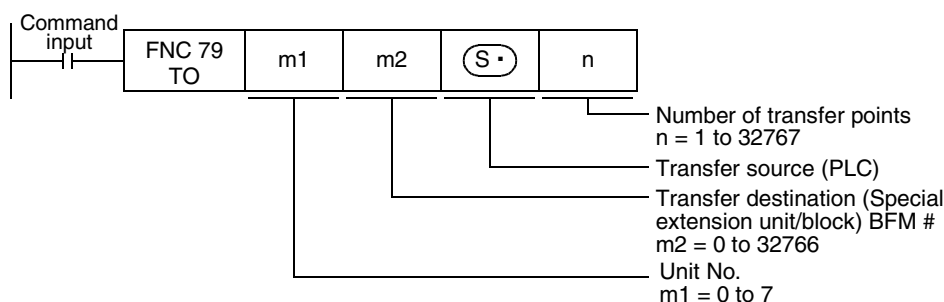 Command
input
FNC 79
TO
m1
m2
S •
n
Number of transfer points
n = 1 to 32767
Transfer source (PLC)
Transfer destination (Special
extension unit/block) BFM #
m2 = 0 to 32766
Unit No.
m1 = 0 to 7